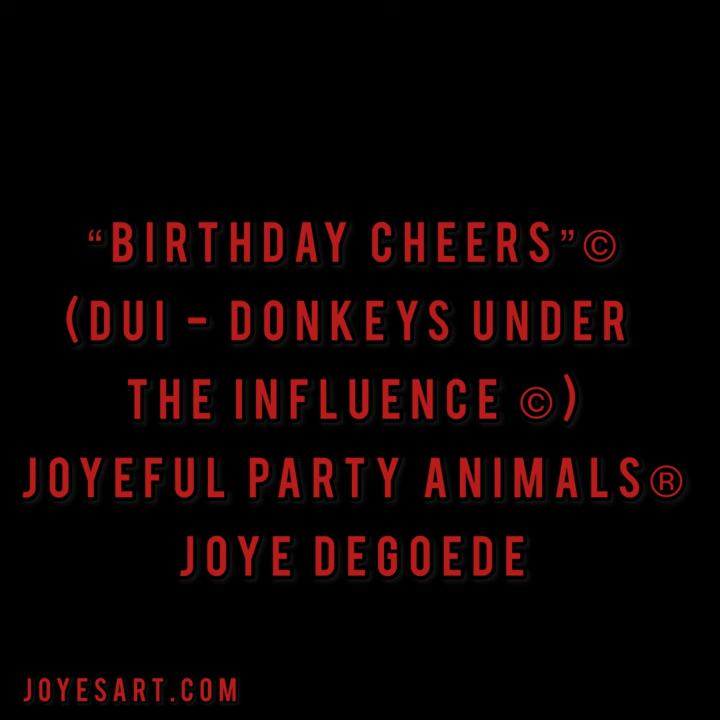 “BIRTHDAY CHEERS”©
(DUI - DONKEYS UNDER
THE INFLUENCE ©)
JOYEFUL PARTY ANIMALS®
JOYE DEGOEDE
JOYESART.COM